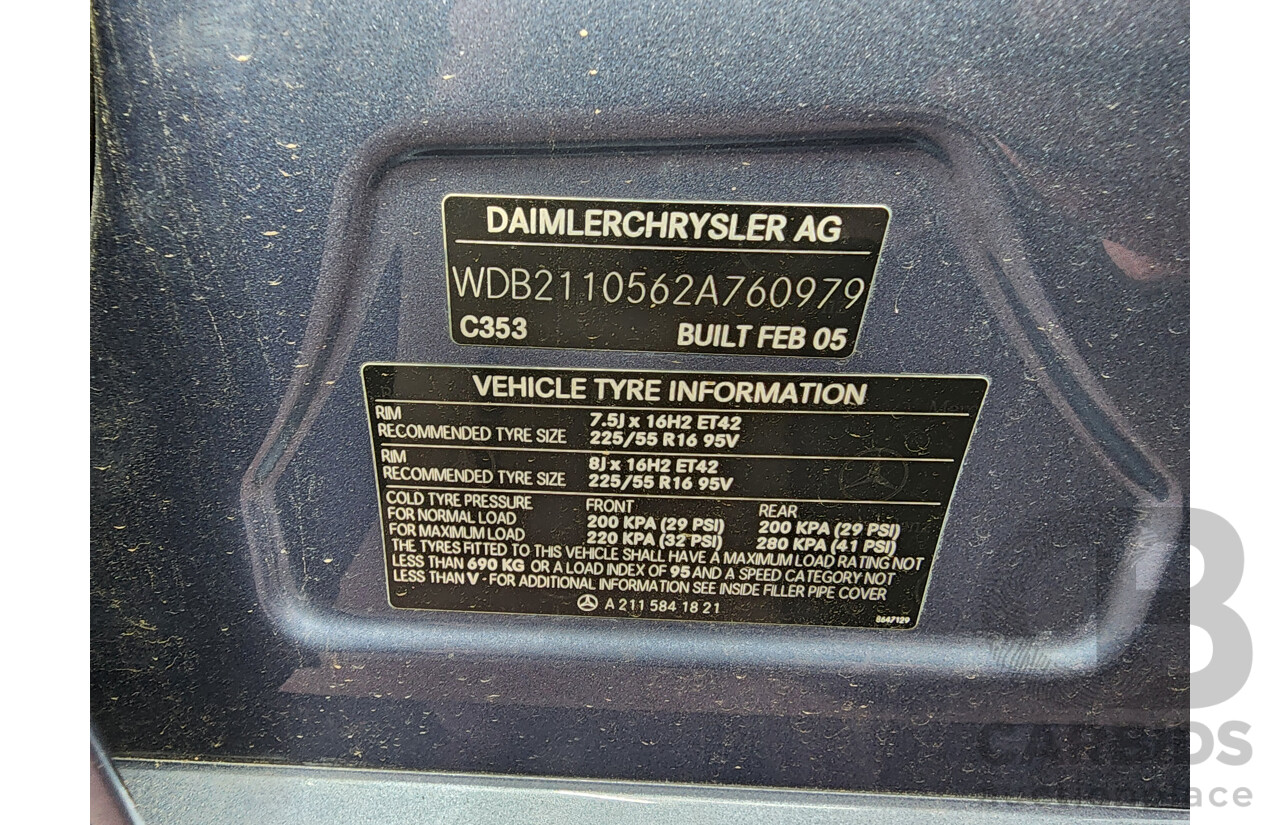 DAIMLERCHRYSLER AG
WDB2110562A760979
C353 BUILT FEB 05
VEHICLE TYRE INFORMATION
RIM 7.5J x 16H2 ET42
RECOMMENDED TYRE SIZE 225/55 R16 95V
RIM 8J x 16H2 ET42
RECOMMENDED TYRE SIZE 225/55 R16 95V
COLD TYRE PRESSURE FRONT REAR
FOR NORMAL LOAD 200 KPA (29 PSI) 200 KPA (29 PSI)
FOR MAXIMUM LOAD 220 KPA (32 PSI) 280 KPA (41 PSI)
THE TYRES FITTED TO THIS VEHICLE SHALL HAVE A MAXIMUM LOAD RATING NOT
LESS THAN 690 KG OR A LOAD INDEX OF 95 AND A SPEED CATEGORY NOT
LESS THAN V - FOR ADDITIONAL INFORMATION SEE INSIDE FILLER PIPE COVER
A 211 584 18 21
8647129
B
CARBIDS
auctionplace